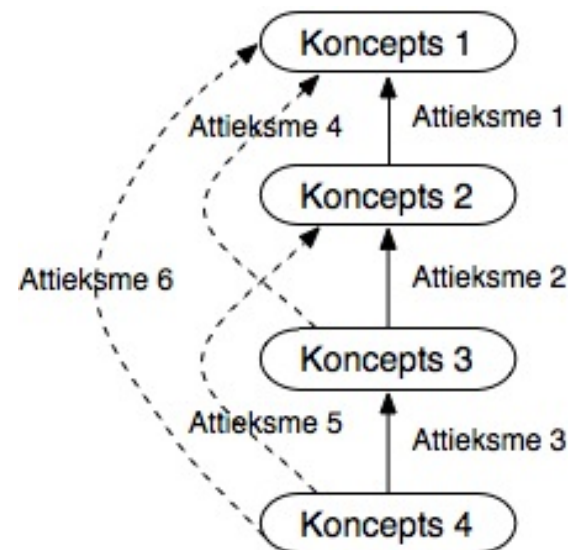 Koncepts 1
Attieksme 4
Attieksme 1
Koncepts 2
Attieksme 6
Attieksme 2
Koncepts 3
Attieksme 5
Attieksme 3
Koncepts 4